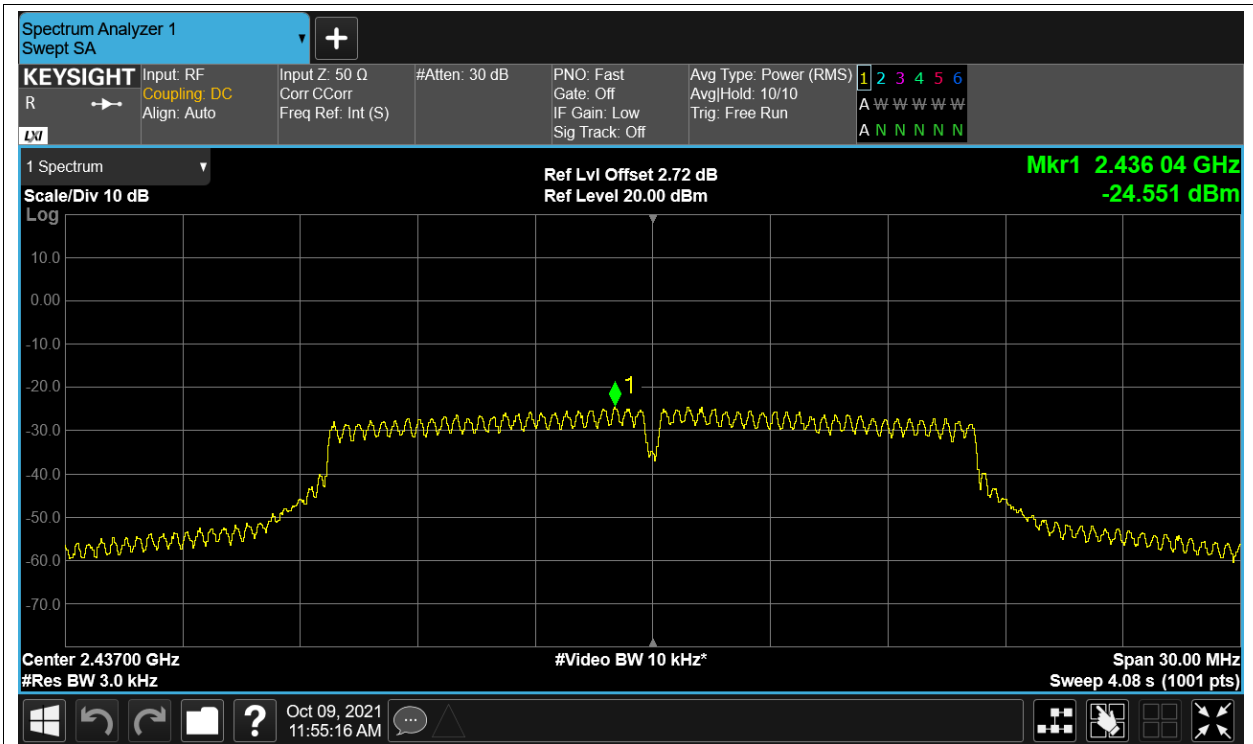 Spectrum Analyzer 1
Swept SA
KEYSIGHT
R
LXI
Input: RF
Coupling: DC
Align: Auto
Input Z: 50 Ω
Corr CCorr
Freq Ref: Int (S)
#Atten: 30 dB
PNO: Fast
Gate: Off
IF Gain: Low
Sig Track: Off
Avg Type: Power (RMS)
Avg|Hold: 10/10
Trig: Free Run
1 2 3 4 5 6
A W W W W W
A N N N N N
1 Spectrum
Scale/Div 10 dB
Log
Ref Lvl Offset 2.72 dB
Ref Level 20.00 dBm
Mkr1 2.436 04 GHz
-24.551 dBm
10.0
0.00
-10.0
-20.0
-30.0
-40.0
-50.0
-60.0
-70.0
1
Center 2.43700 GHz
#Res BW 3.0 kHz
#Video BW 10 kHz*
Span 30.00 MHz
Sweep 4.08 s (1001 pts)
?
Oct 09, 2021
11:55:16 AM